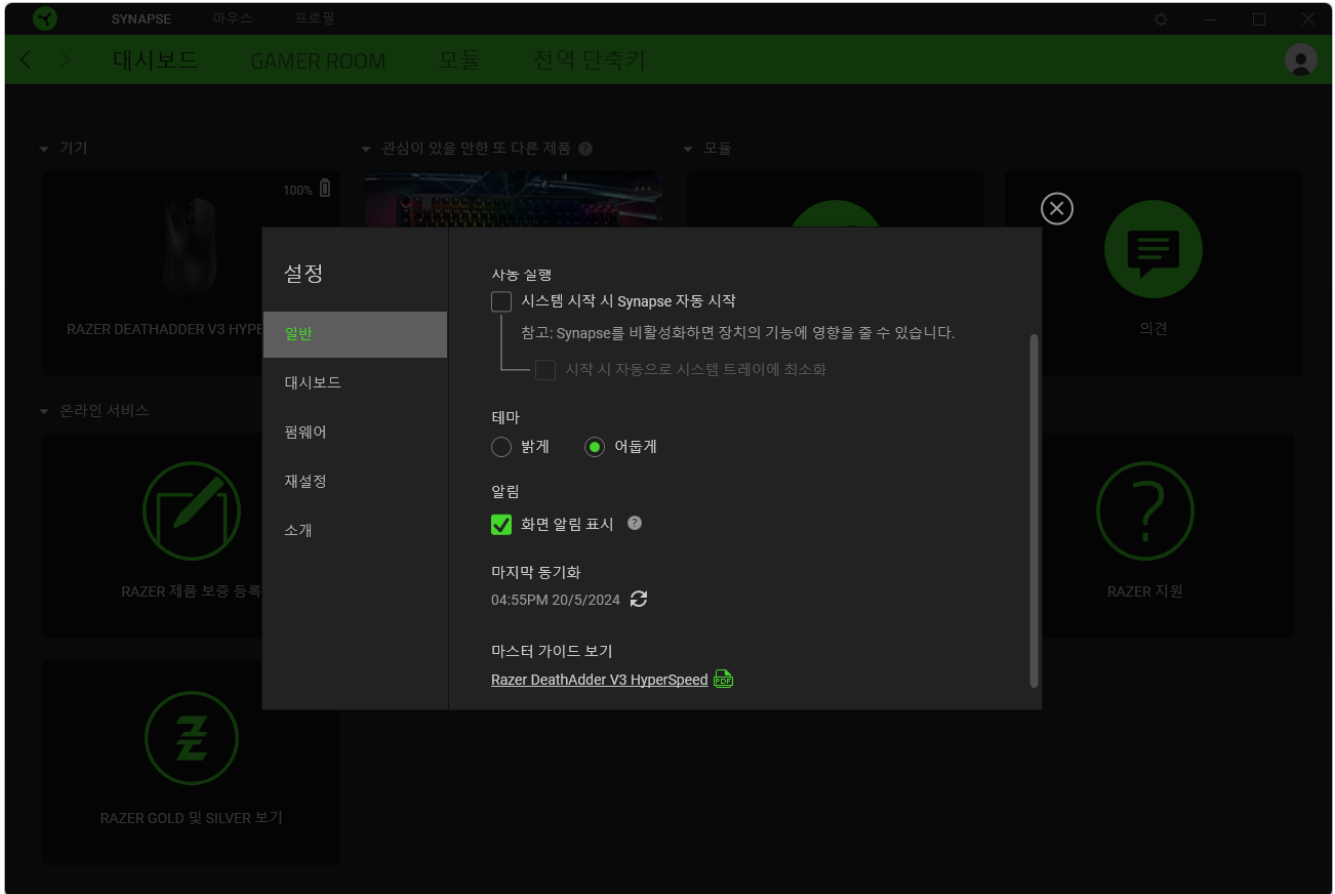 SYNAPSE 마우스 프로필
대시보드 GAMER ROOM 모듈 전역 단축키
기기
관심이 있을 만한 또 다른 제품 ?
모듈
100%
RAZER DEATHADDER V3 HYPE
의견
온라인 서비스
RAZER 제품 보증 등록
RAZER 지원
RAZER GOLD 및 SILVER 보기
설정
일반
대시보드
펌웨어
재설정
소개
자동 실행
시스템 시작 시 Synapse 자동 시작
참고: Synapse를 비활성화하면 장치의 기능에 영향을 줄 수 있습니다.
시작 시 자동으로 시스템 트레이에 최소화
테마
밝게 어둡게
알림
화면 알림 표시 ?
마지막 동기화
04:55PM 20/5/2024
마스터 가이드 보기
Razer DeathAdder V3 HyperSpeed PDF